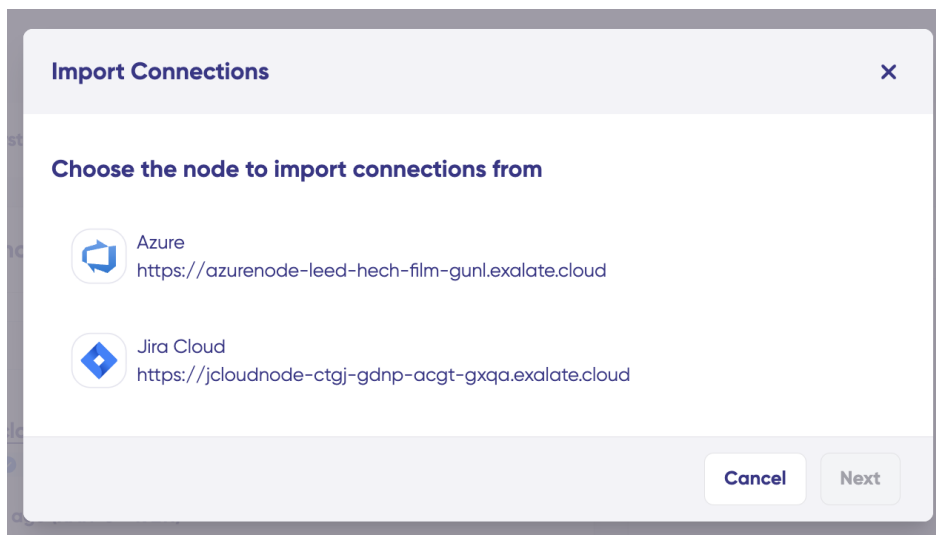 Import Connections
Choose the node to import connections from
Azure
https://azurenode-leed-hech-film-gunl.exalate.cloud
Jira Cloud
https://jcloudnode-ctgj-gdnp-acgt-gxqa.exalate.cloud
Cancel Next